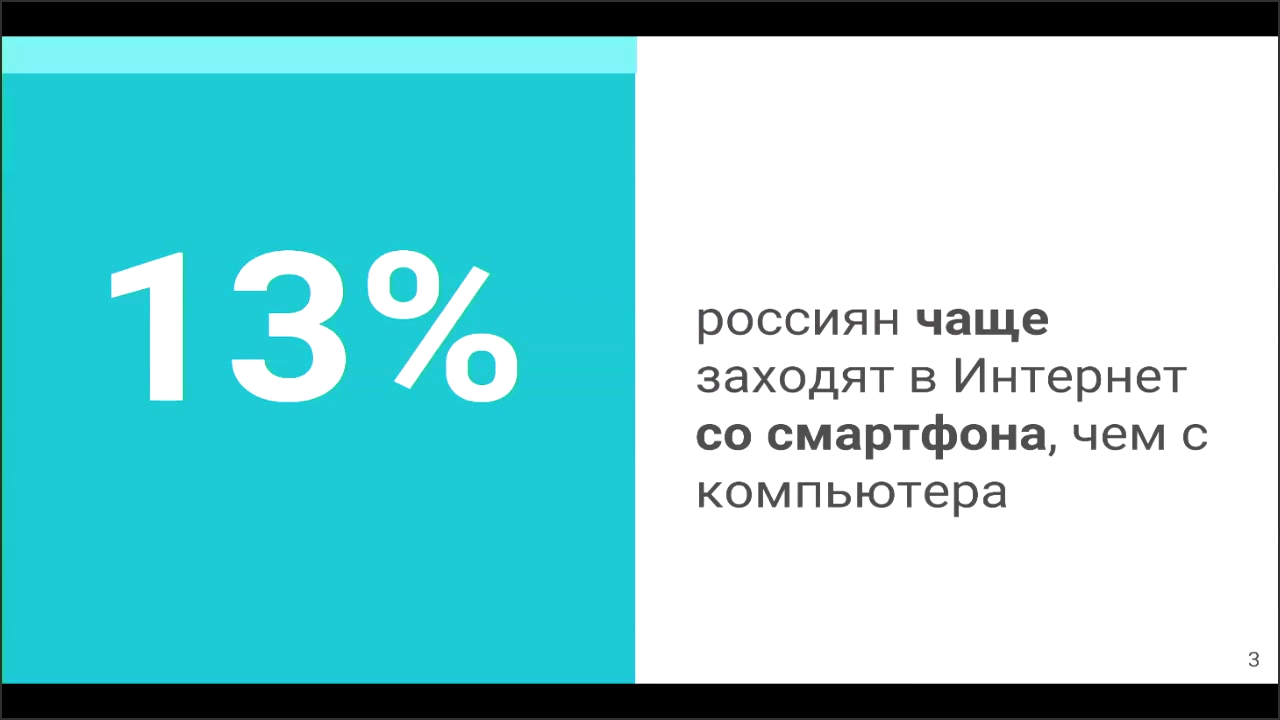 13%
россиян чаще
заходят в Интернет
со смартфона, чем с
компьютера
3